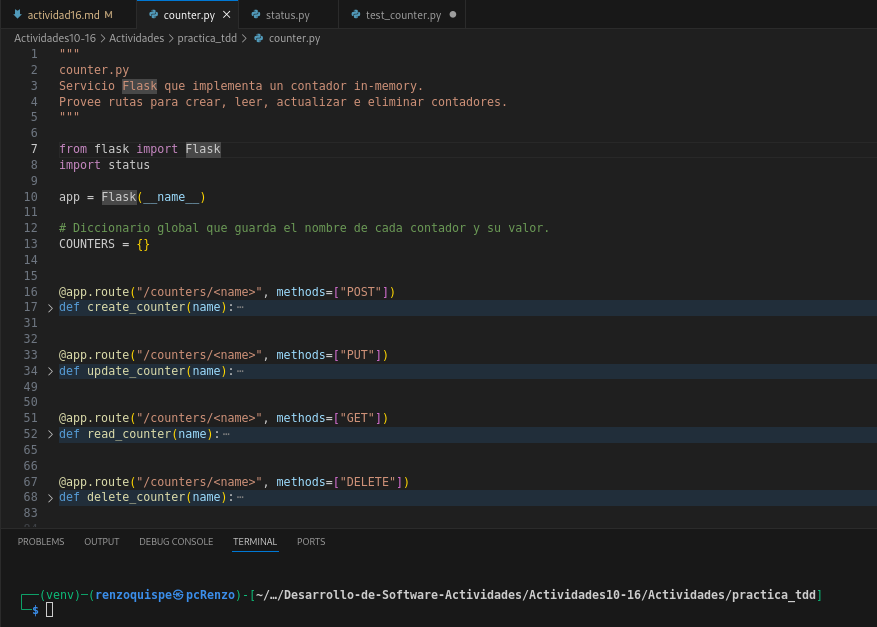 actividad16.md M counter.py status.py test_counter.py
Actividades10-16 > Actividades > practica_tdd > counter.py
1 """
2 counter.py
3 Servicio Flask que implementa un contador in-memory.
4 Provee rutas para crear, leer, actualizar e eliminar contadores.
5 """
6
7 from flask import Flask
8 import status
9
10 app = Flask(__name__)
11
12 # Diccionario global que guarda el nombre de cada contador y su valor.
13 COUNTERS = {}
14
15
16 @app.route("/counters/<name>", methods=["POST"])
17 def create_counter(name):⋯
31
32
33 @app.route("/counters/<name>", methods=["PUT"])
34 def update_counter(name):⋯
49
50
51 @app.route("/counters/<name>", methods=["GET"])
52 def read_counter(name):⋯
65
66
67 @app.route("/counters/<name>", methods=["DELETE"])
68 def delete_counter(name):⋯
83
PROBLEMS OUTPUT DEBUG CONSOLE TERMINAL PORTS
┌──(venv)─(renzoquispe㉿pcRenzo)-[~/…/Desarrollo-de-Software-Actividades/Actividades10-16/Actividades/practica_tdd]
└─$